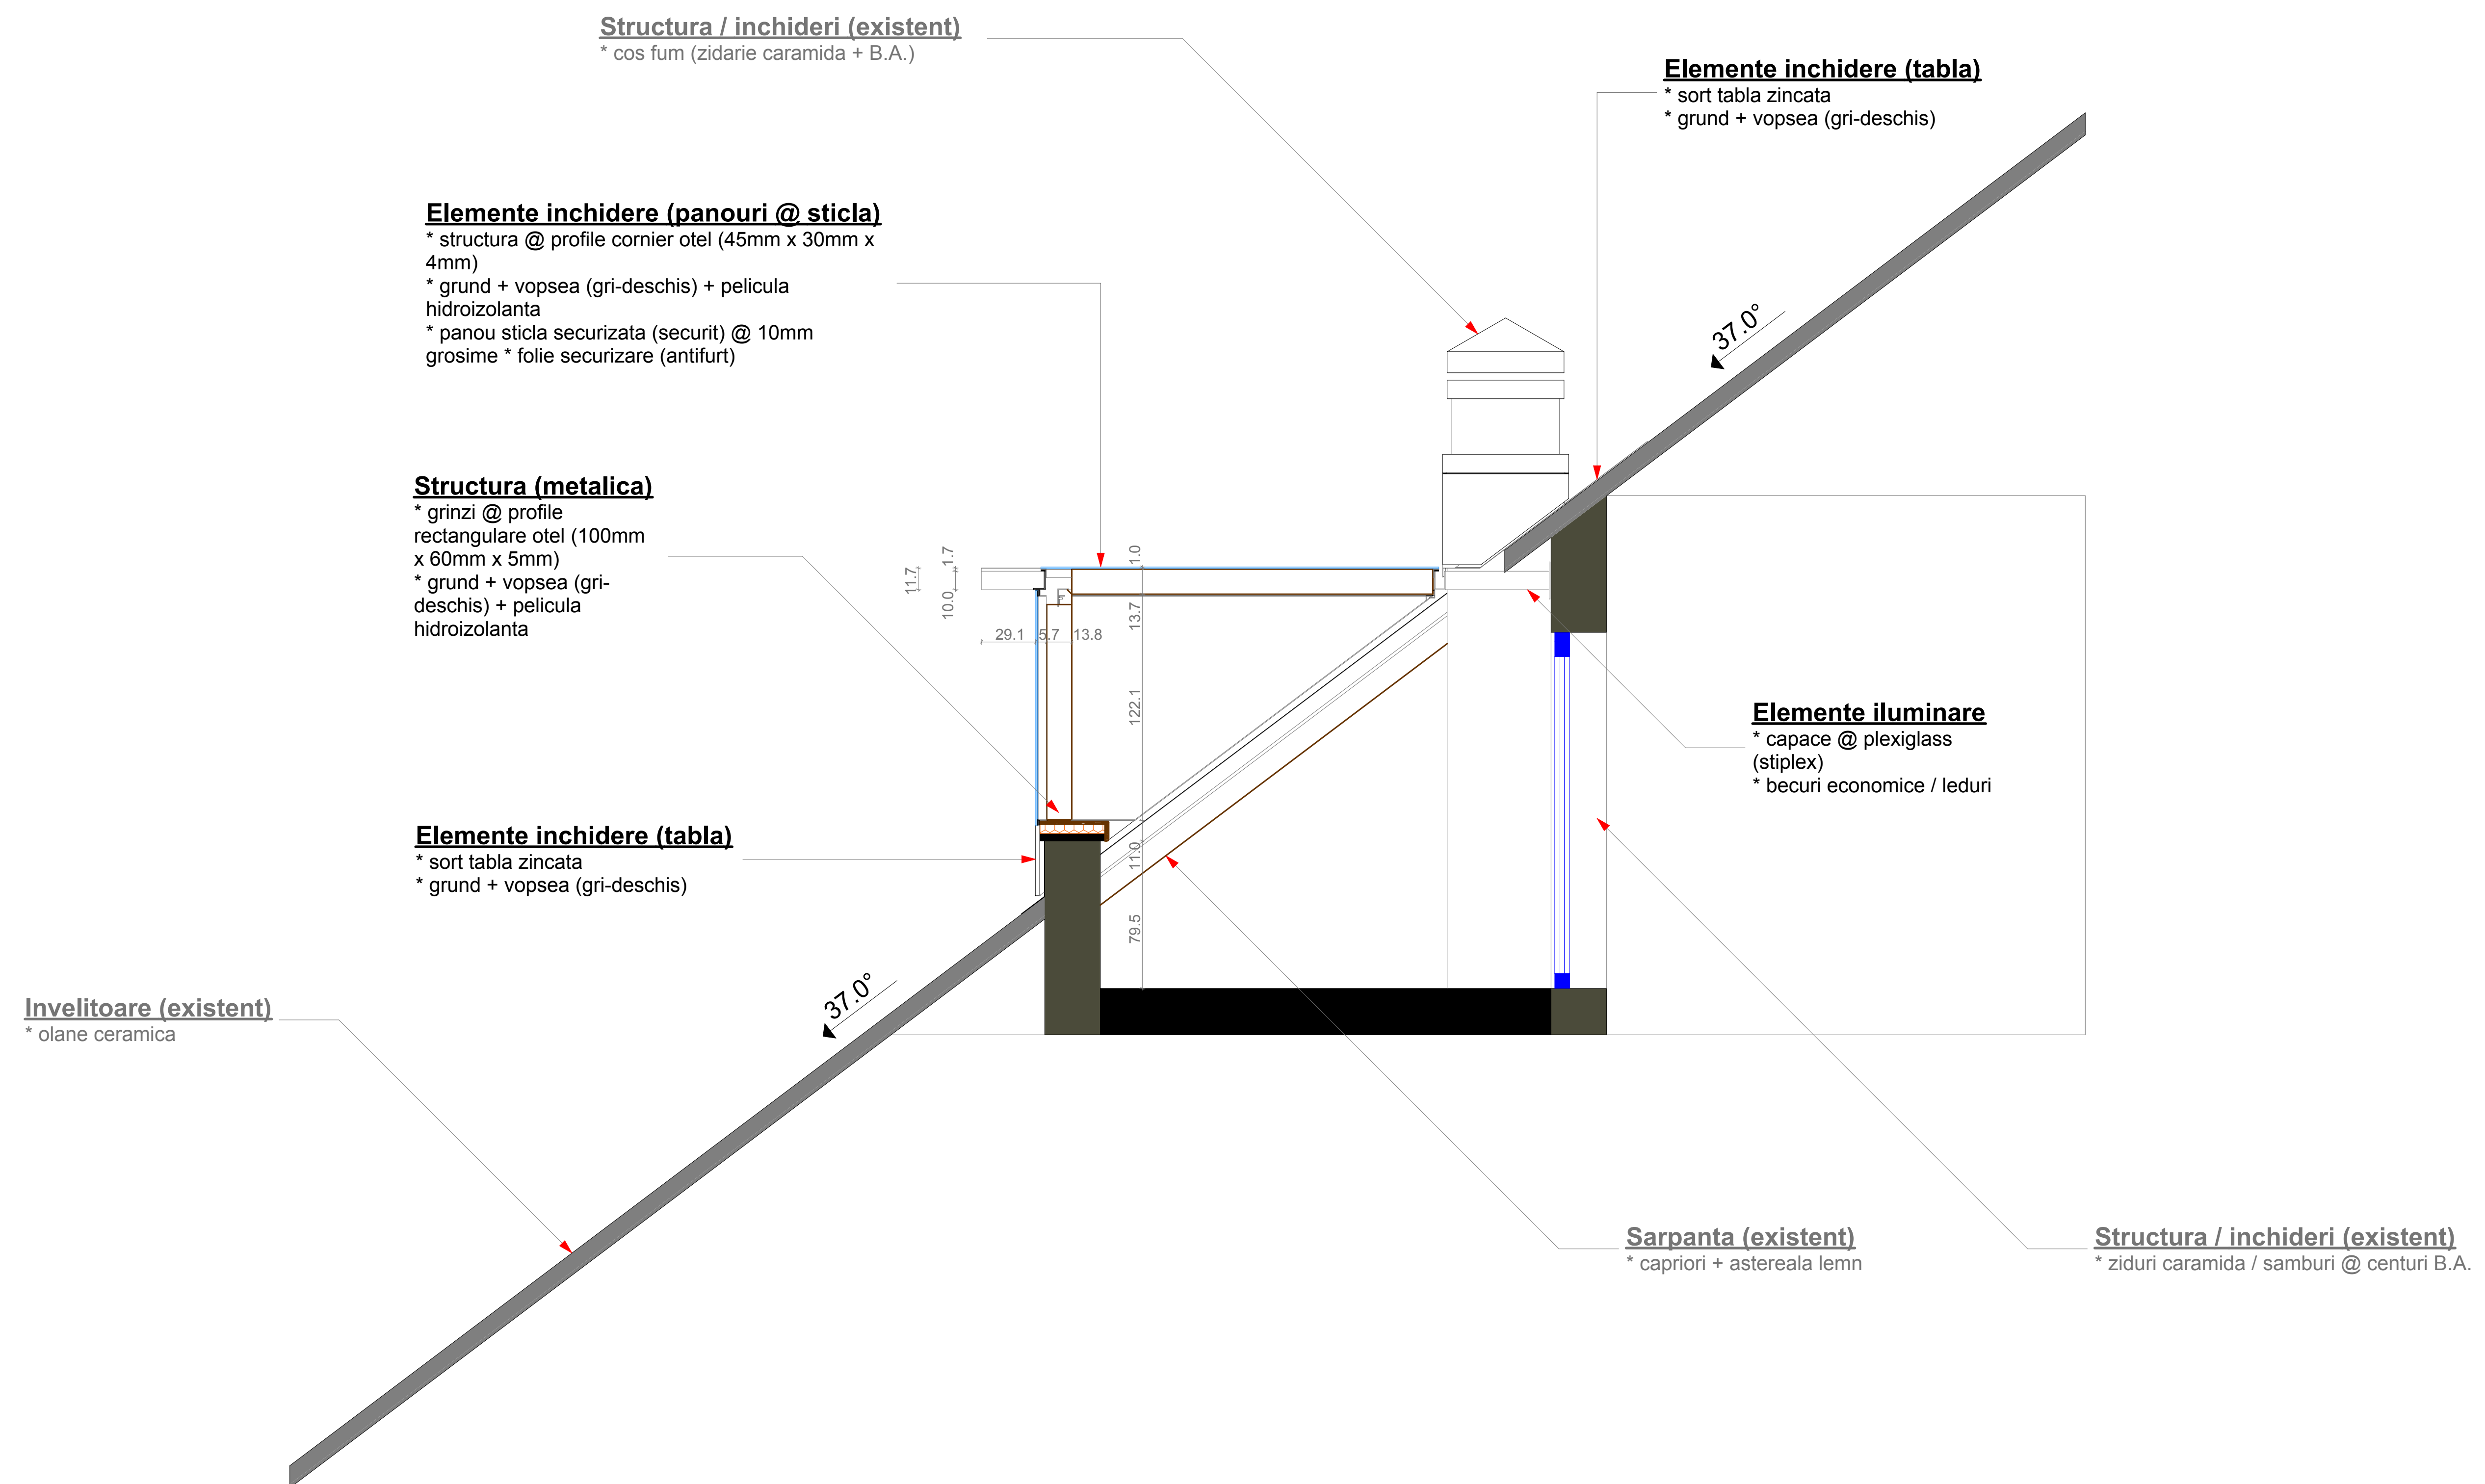 Structura / inchideri (existent)
* cos fum (zidarie caramida + B.A.)
Elemente inchidere (tabla)
* sort tabla zincata
* grund + vopsea (gri-deschis)
Elemente inchidere (panouri @ sticla)
* structura @ profile cornier otel (45mm x 30mm x
4mm)
* grund + vopsea (gri-deschis) + pelicula
hidroizolanta
* panou sticla securizata (securit) @ 10mm
grosime * folie securizare (antifurt)
37.0°
Structura (metalica)
* grinzi @ profile
rectangulare otel (100mm
x 60mm x 5mm)
* grund + vopsea (gri-
deschis) + pelicula
hidroizolanta
11.7
1.7
10.0
1.0
13.7
29.1
5.7
13.8
122.1
11.0
79.5
Elemente iluminare
* capace @ plexiglass
(stiplex)
* becuri economice / leduri
Elemente inchidere (tabla)
* sort tabla zincata
* grund + vopsea (gri-deschis)
37.0°
Invelitoare (existent)
* olane ceramica
Sarpanta (existent)
* capriori + astereala lemn
Structura / inchideri (existent)
* ziduri caramida / samburi @ centuri B.A.